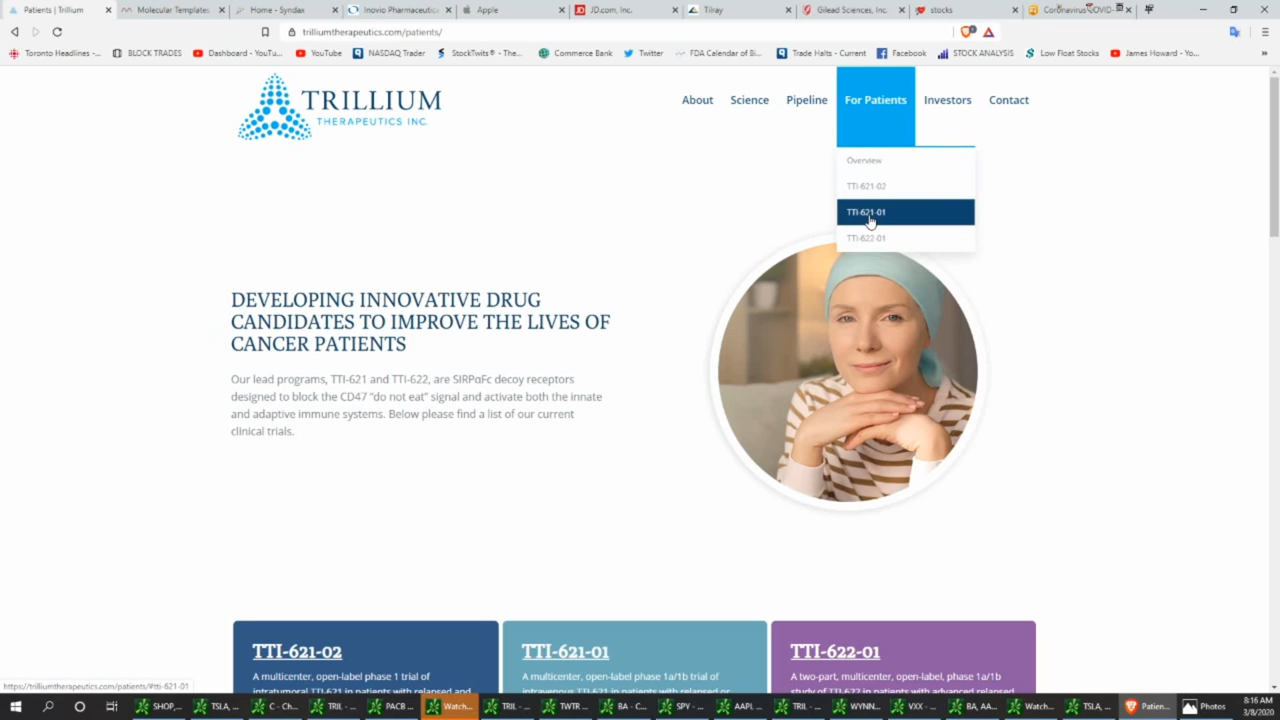 Patients | Trillium
Molecular Templates
Home - Syndax
Inovio Pharmaceutic
Apple
JD.com, Inc.
Tilray
Gilead Sciences, Inc.
stocks
trilliumtherapeutics.com/patients/
Toronto Headlines -...
BLOCK TRADES
Dashboard - YouTu...
YouTube
NASDAQ Trader
StockTwits® - The...
Commerce Bank
Twitter
FDA Calendar of Bi...
Trade Halts - Current
Facebook
STOCK ANALYSIS
Low Float Stocks
James Howard - Yo...
TRILLIUM
THERAPEUTICS INC.
About
Science
Pipeline
For Patients
Investors
Contact
Overview
TTI-621-02
TTI-621-01
TTI-622-01
DEVELOPING INNOVATIVE DRUG
CANDIDATES TO IMPROVE THE LIVES OF
CANCER PATIENTS
Our lead programs, TTI-621 and TTI-622, are SIRPαFc decoy receptors
designed to block the CD47 "do not eat" signal and activate both the innate
and adaptive immune systems. Below please find a list of our current
clinical trials.
TTI-621-02
A multicenter, open-label phase 1 trial of
intratumoral TTI-621 in patients with relapsed and
TTI-621-01
A multicenter, open-label phase 1a/1b trial of
intravenous TTI-621 in patients with relapsed or
TTI-622-01
A two-part, multicenter, open-label, phase 1a/1b
study of TTI-622 in patients with advanced relapsed
https://trilliumtherapeutics.com/patients/#tti-621-01
SHOP,...
TSLA, ...
C - Ch...
TRIL - ...
PACB ...
Watch...
TRIL - ...
TWTR ...
BA - C...
SPY - ...
AAPL ...
TRIL - ...
WYNN...
VXX - ...
BA, AA...
Watch...
TSLA, ...
Patien...
Photos
8:16 AM
3/8/2020